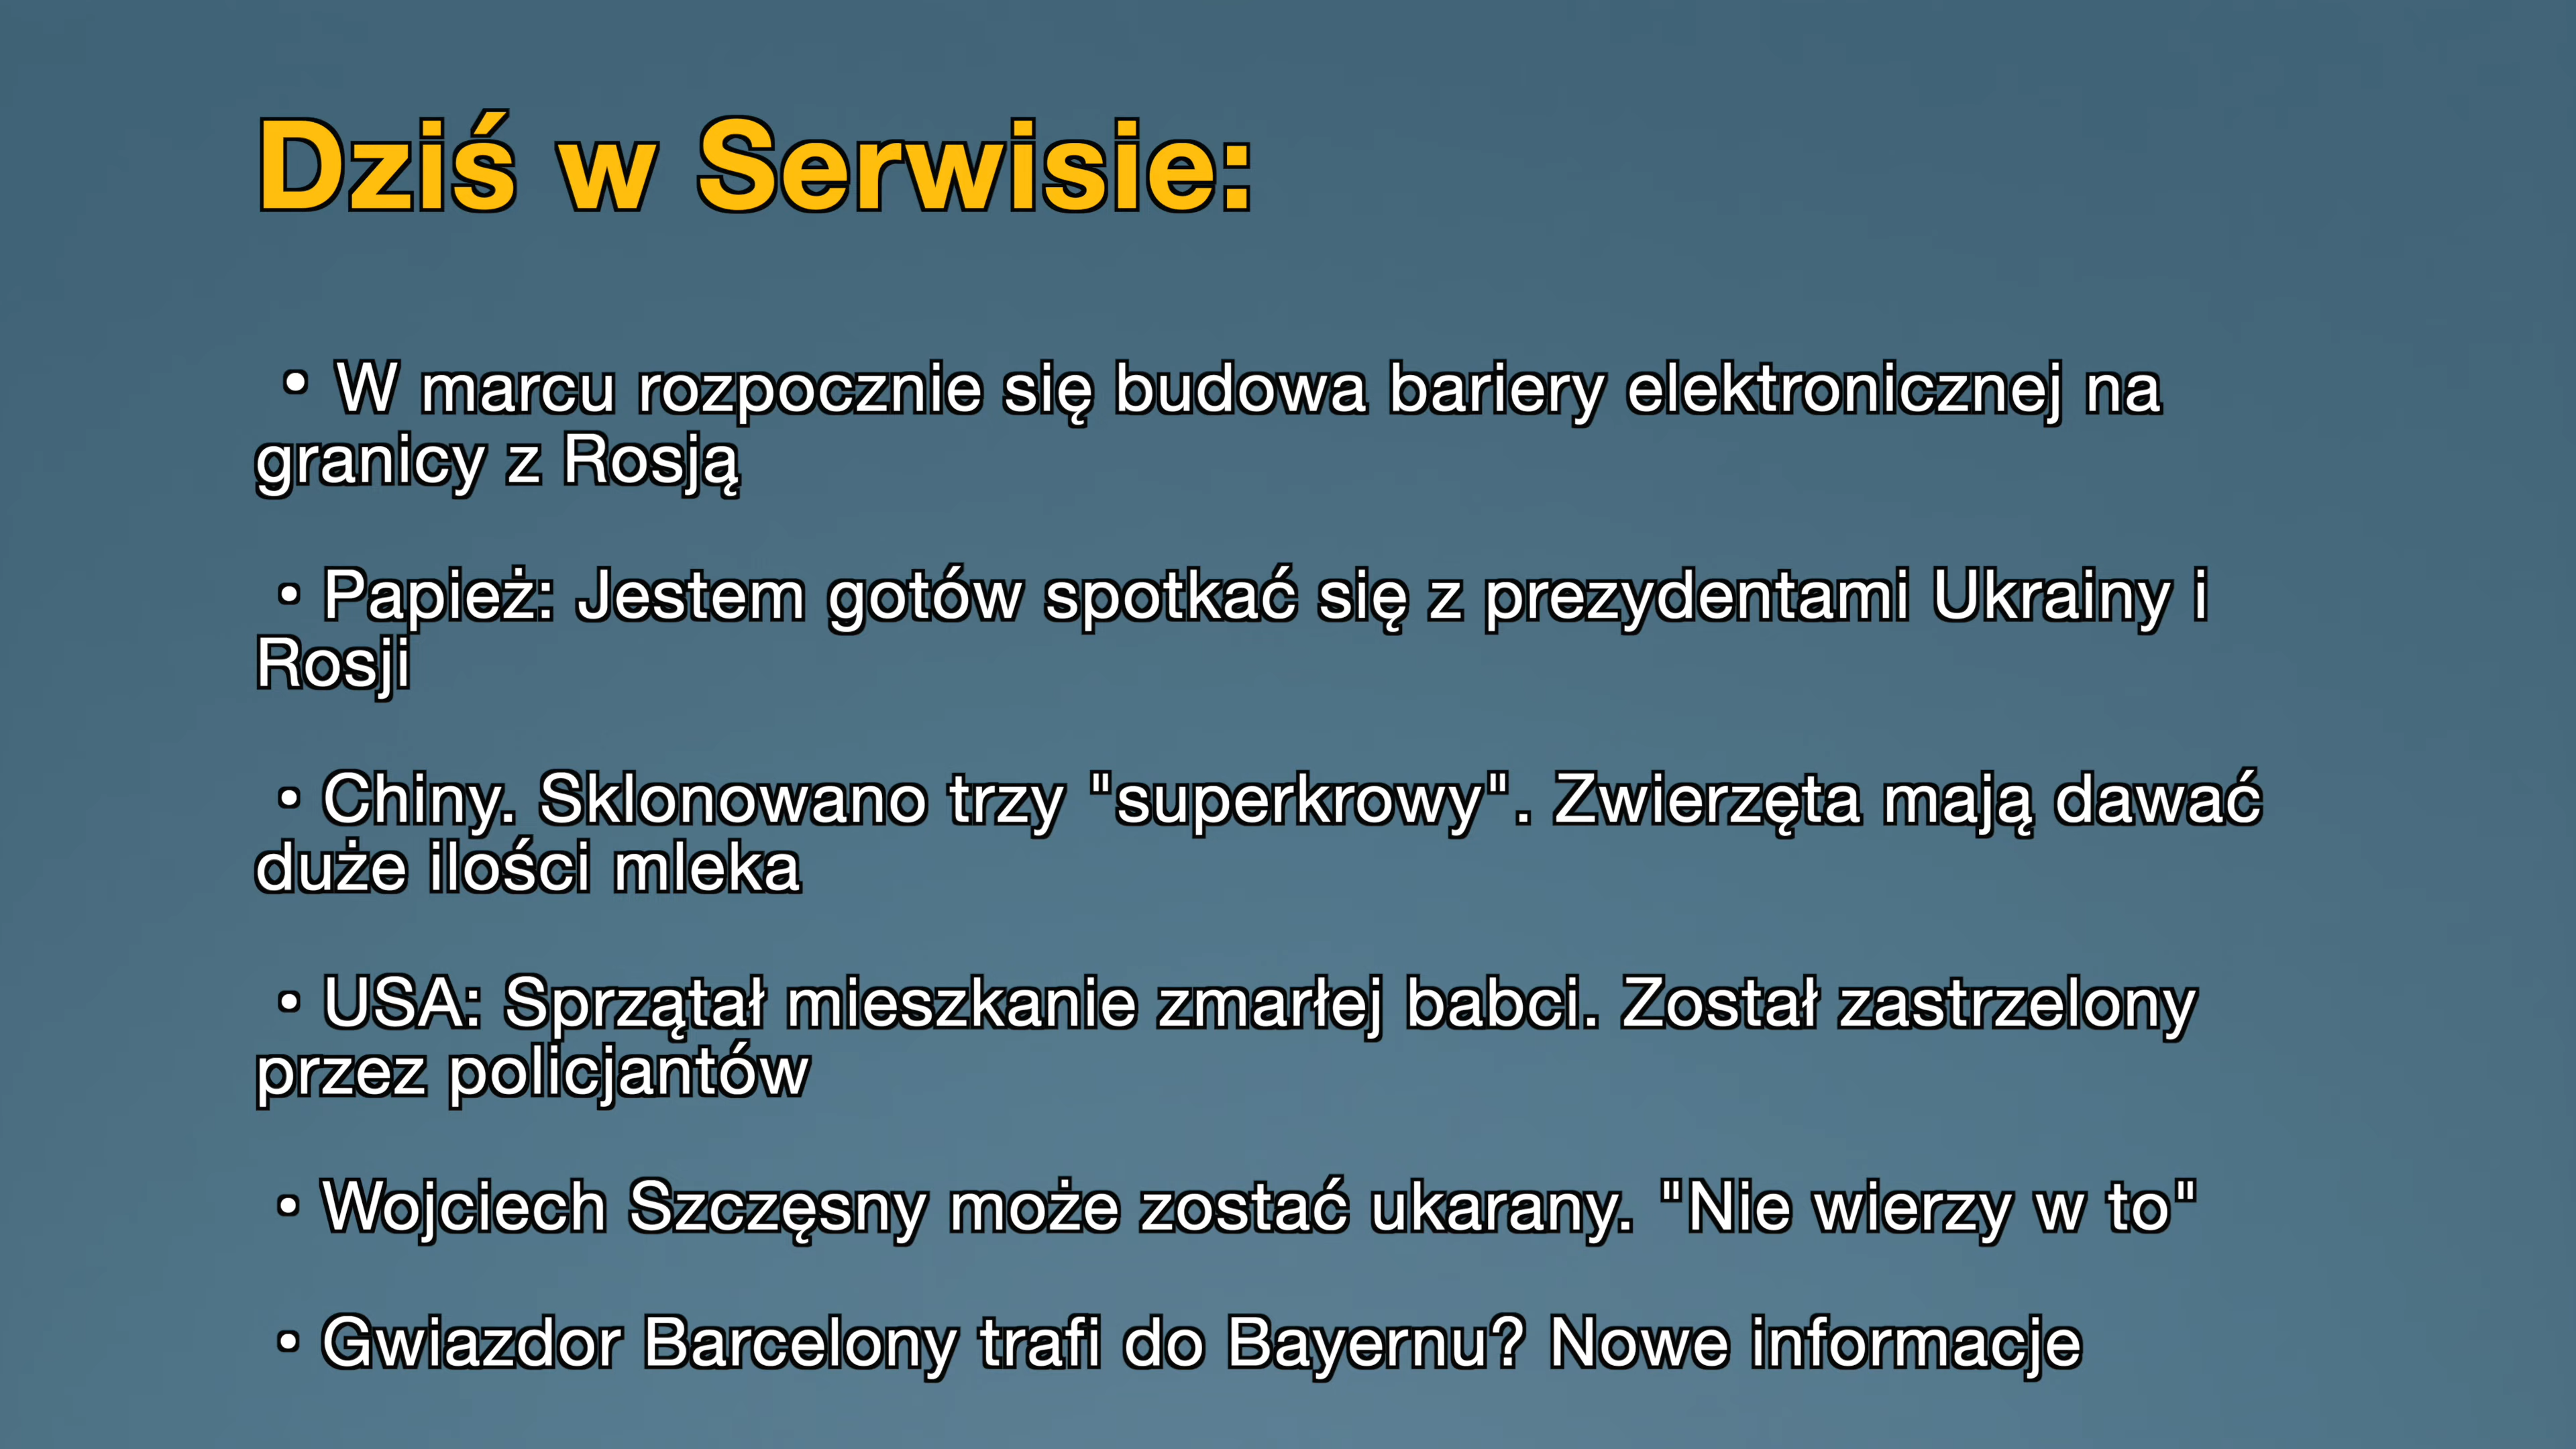 Dziś w Serwisie:
• W marcu rozpocznie się budowa bariery elektronicznej na
granicy z Rosją
• Papież: Jestem gotów spotkać się z prezydentami Ukrainy i
Rosji
• Chiny. Sklonowano trzy "superkrowy". Zwierzęta mają dawać
duże ilości mleka
• USA: Sprzątał mieszkanie zmarłej babci. Został zastrzelony
przez policjantów
• Wojciech Szczęsny może zostać ukarany. "Nie wierzy w to"
• Gwiazdor Barcelony trafi do Bayernu? Nowe informacje